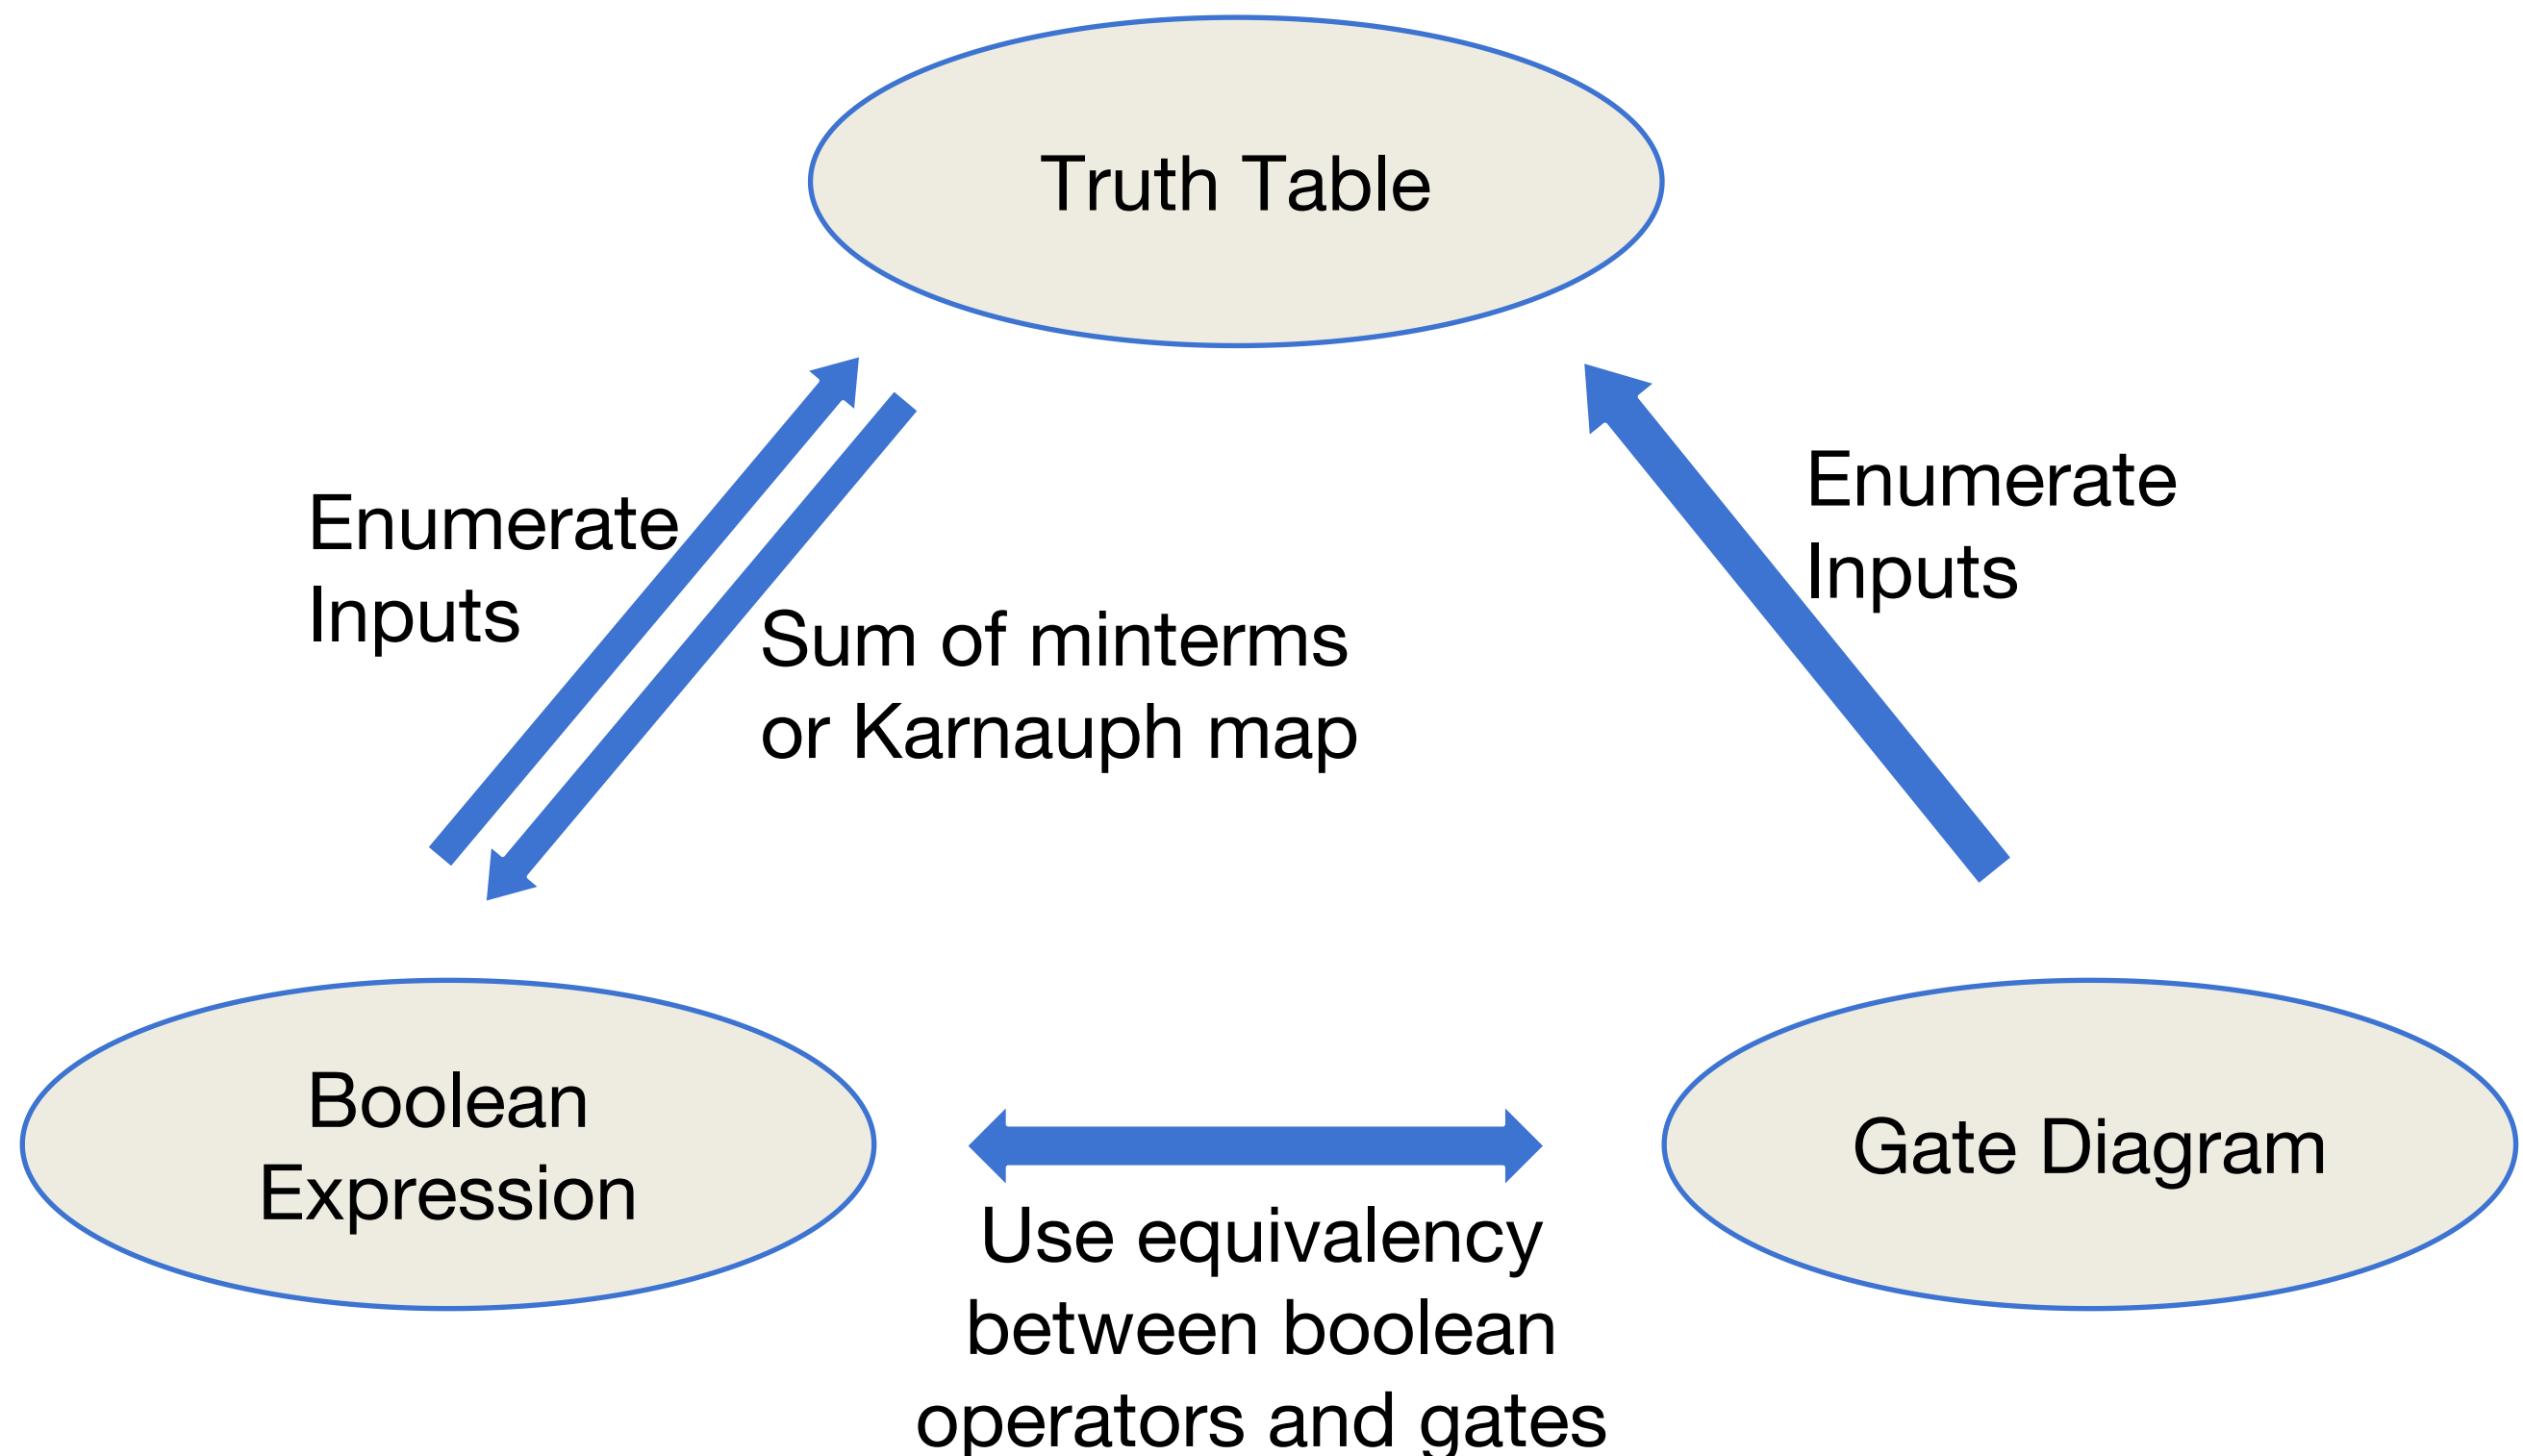 Truth Table
Enumerate
Inputs
Sum of minterms
or Karnauph map
Enumerate
Inputs
Boolean
Expression
Gate Diagram
Use equivalency
between boolean
operators and gates